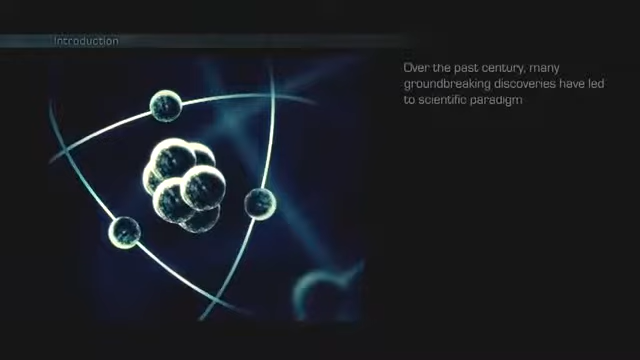 Introduction
Over the past century, many
groundbreaking discoveries have led
to scientific paradigm